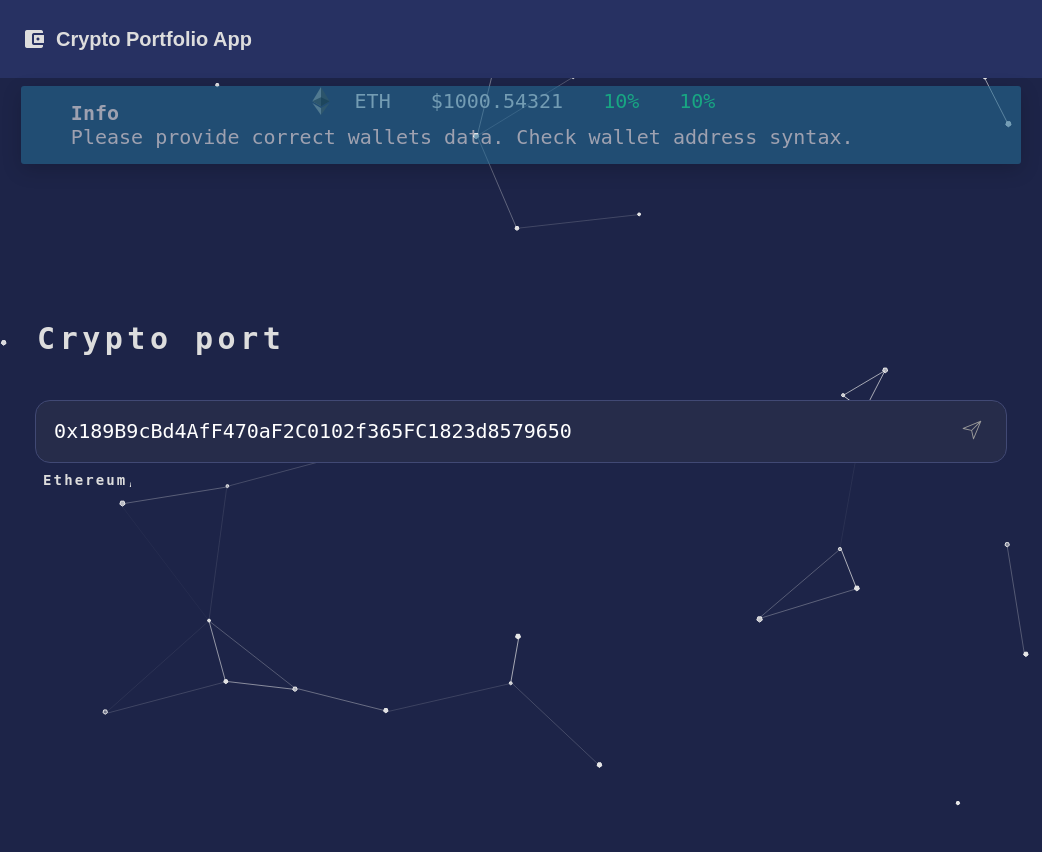 Crypto Portfolio App
ETH $1000.54321 10% 10%
Info
Please provide correct wallets data. Check wallet address syntax.
Crypto port
0x189B9cBd4AfF470aF2C0102f365FC1823d8579650
Ethereum,